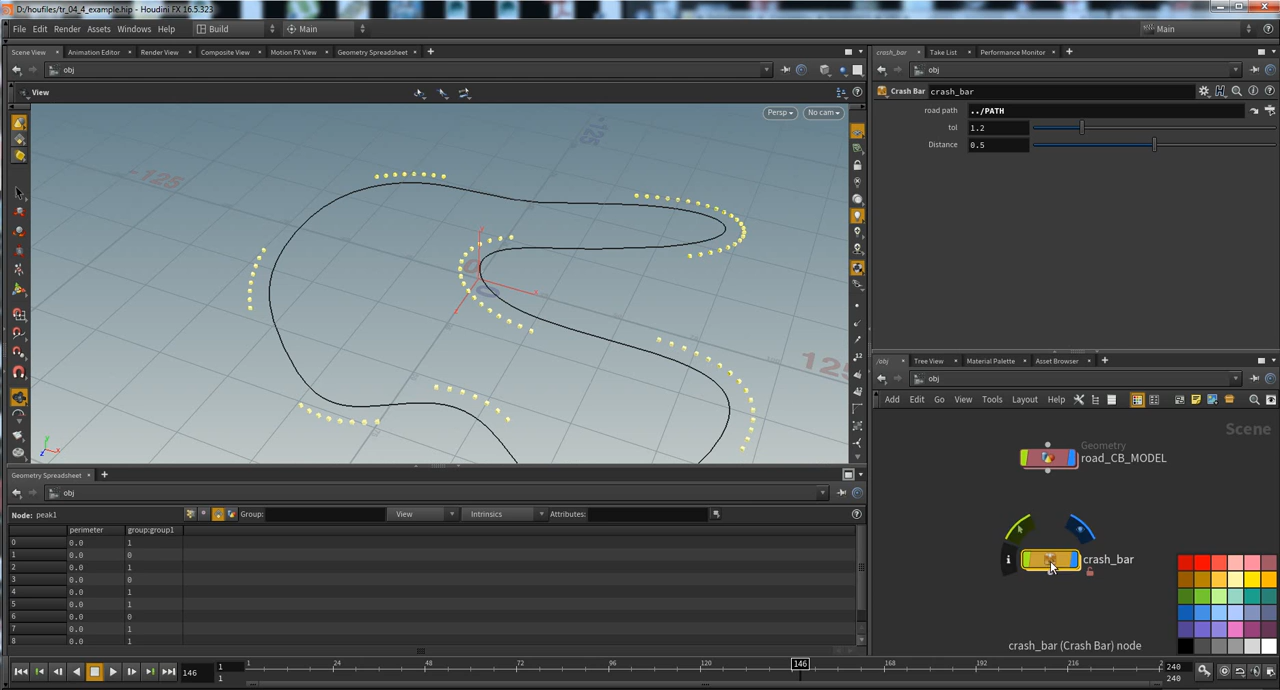 D:/houfiles/tr_04_4_example.hip - Houdini FX 16.5.323
File Edit Render Assets Windows Help Build Main Main
Scene View Animation Editor Render View Composite View Motion FX View Geometry Spreadsheet
obj
View
Persp No cam
-125
-125
125
0
0
crash_bar Take List Performance Monitor
obj
Crash Bar crash_bar
road path ../PATH
tol 1.2
Distance 0.5
/obj Tree View Material Palette Asset Browser
obj
Add Edit Go View Tools Layout Help
Scene
Geometry
road_CB_MODEL
crash_bar
crash_bar (Crash Bar) node
Geometry Spreadsheet
obj
Node: peak1 Group: View Intrinsics Attributes:
perimeter group:group1
0 0.0 1
1 0.0 0
2 0.0 1
3 0.0 0
4 0.0 1
5 0.0 1
6 0.0 0
7 0.0 1
8 0.0 1
146 1 1 24 48 72 96 120 146 168 192 216 2 240
1 240